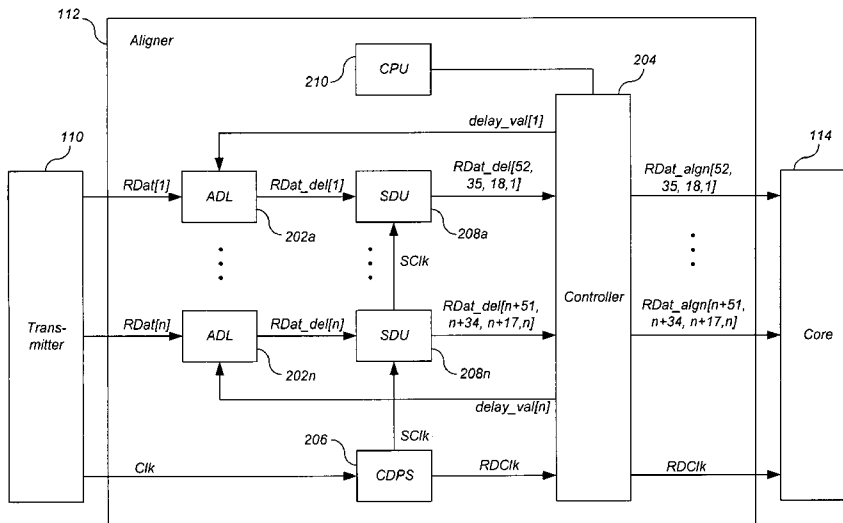 112
Aligner
CPU
210
204
delay_val[1]
110
114
RDat[1]
ADL
RDat_del[1]
SDU
RDat_del[52,
35, 18,1]
RDat_algn[52,
35, 18,1]
202a
208a
SClk
Trans-
mitter
Controller
Core
RDat[n]
ADL
RDat_del[n]
SDU
RDat_del[n+51,
n+34, n+17,n]
RDat_algn[n+51,
n+34, n+17,n]
202n
208n
delay_val[n]
SClk
206
Clk
CDPS
RDClk
RDClk